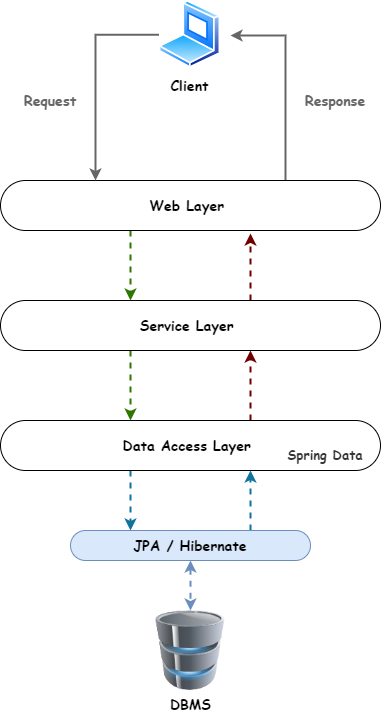 Client
Request
Response
Web Layer
Service Layer
Data Access Layer
Spring Data
JPA / Hibernate
DBMS